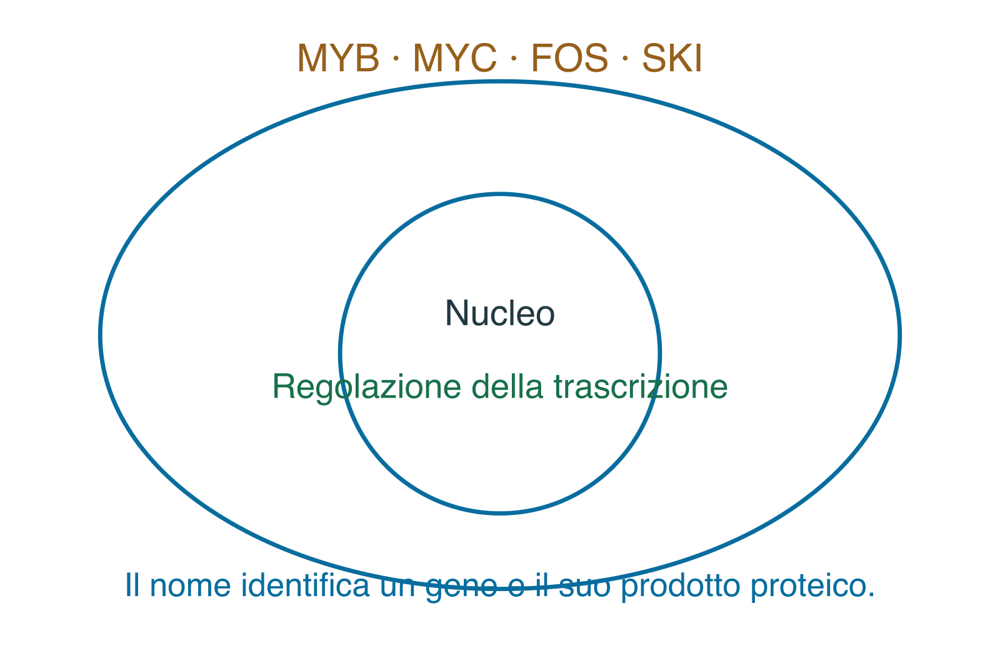 MYB · MYC · FOS · SKI
Nucleo
Regolazione della trascrizione
Il nome identifica un gene e il suo prodotto proteico.